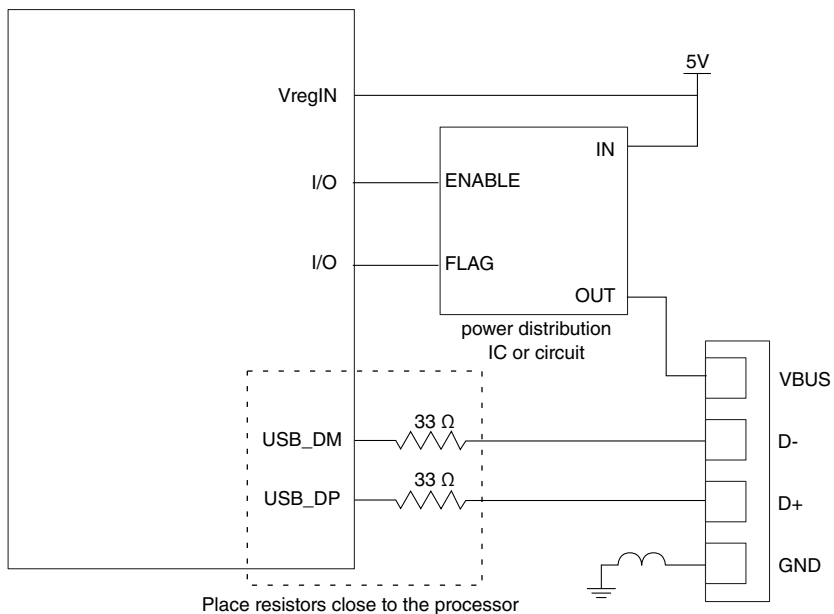 5V
VregIN
IN
I/O
ENABLE
I/O
FLAG
OUT
power distribution
IC or circuit
VBUS
33 Ω
USB_DM
D-
33 Ω
USB_DP
D+
GND
Place resistors close to the processor